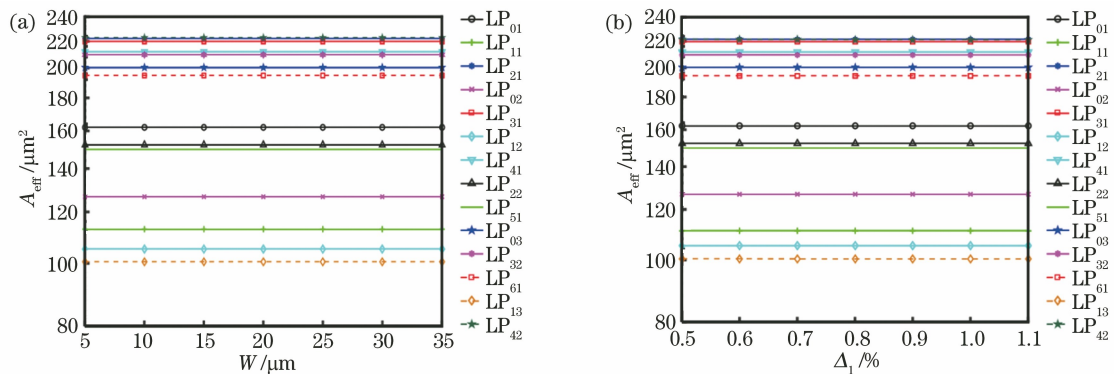 (a)
240
220
200
180
160
140
120
100
80
A_eff /μm²
5
10
15
20
25
30
35
W /μm
LP₀₁
LP₁₁
LP₂₁
LP₀₂
LP₃₁
LP₁₂
LP₄₁
LP₂₂
LP₅₁
LP₀₃
LP₃₂
LP₆₁
LP₁₃
LP₄₂
(b)
240
220
200
180
160
140
120
100
80
A_eff /μm²
0.5
0.6
0.7
0.8
0.9
1.0
1.1
Δ₁ /%
LP₀₁
LP₁₁
LP₂₁
LP₀₂
LP₃₁
LP₁₂
LP₄₁
LP₂₂
LP₅₁
LP₀₃
LP₃₂
LP₆₁
LP₁₃
LP₄₂